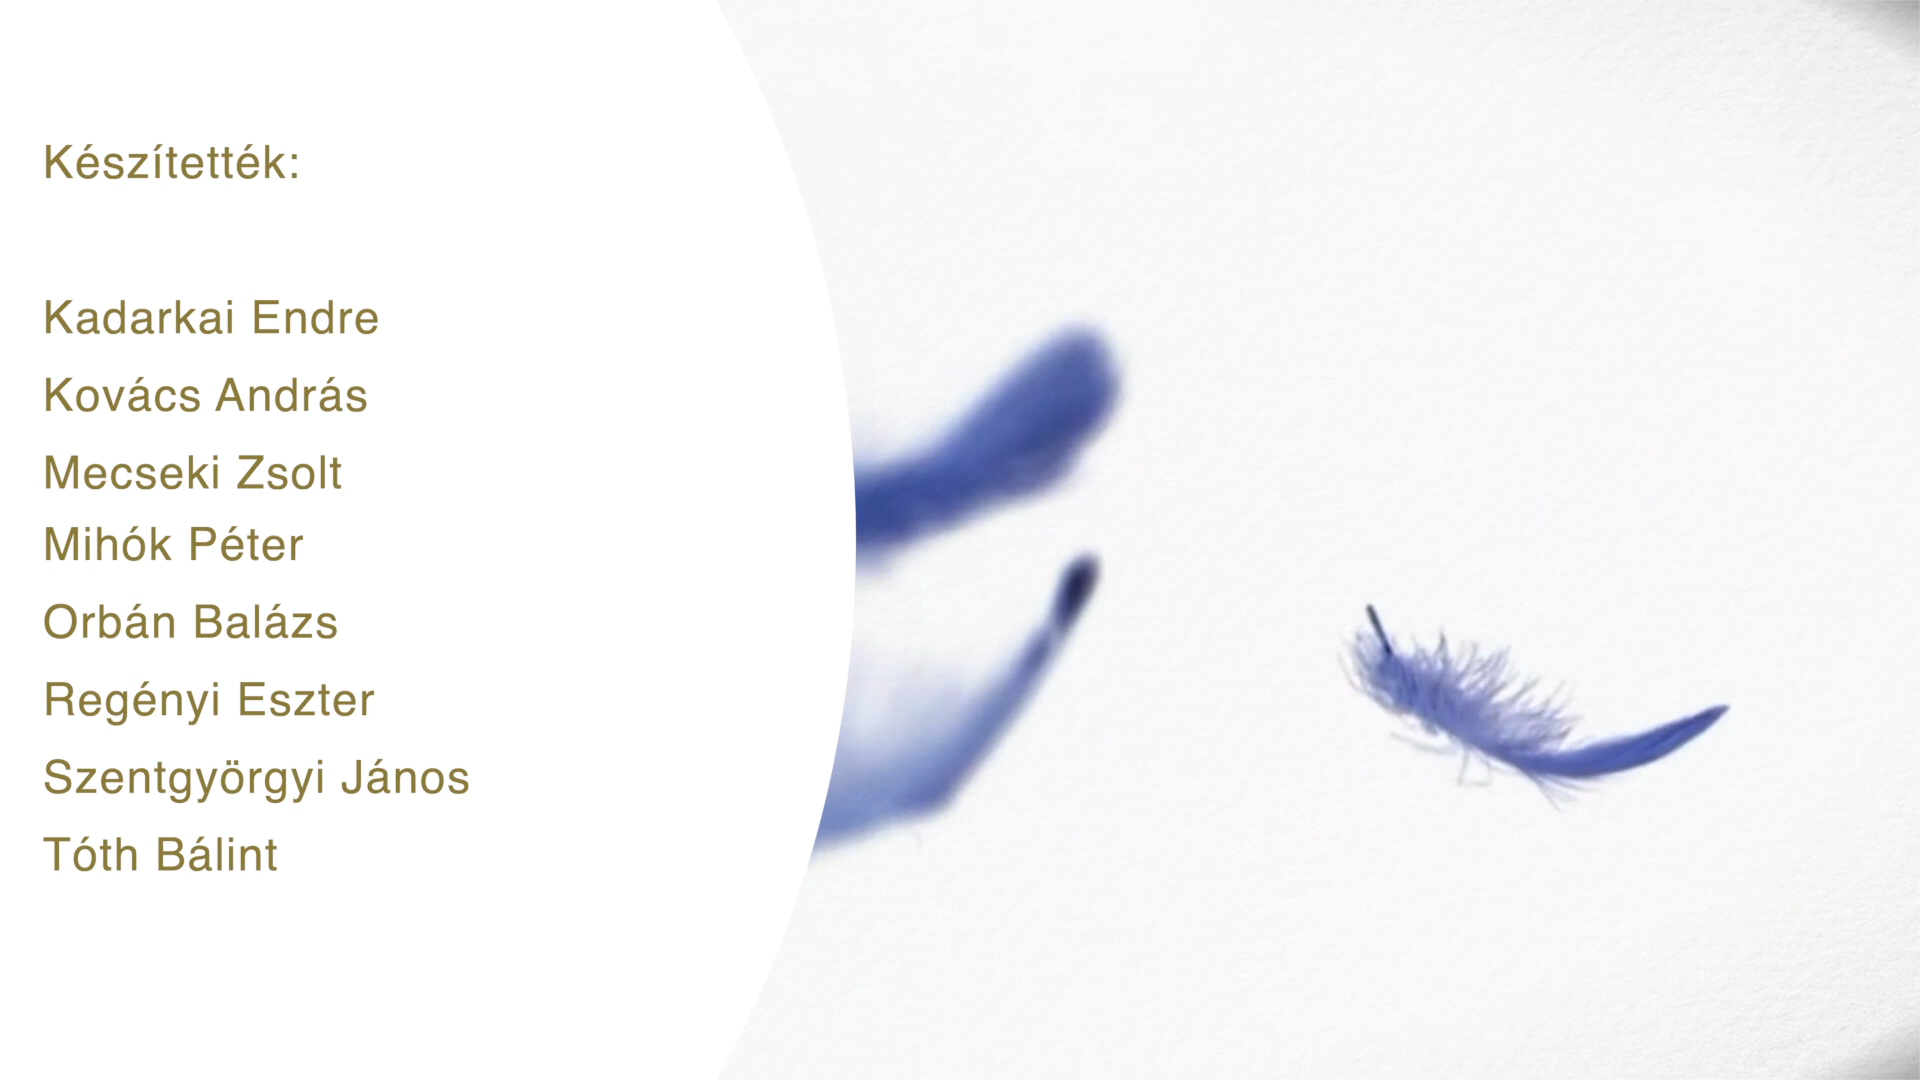 Készítették:
Kadarkai Endre
Kovács András
Mecseki Zsolt
Mihók Péter
Orbán Balázs
Regényi Eszter
Szentgyörgyi János
Tóth Bálint